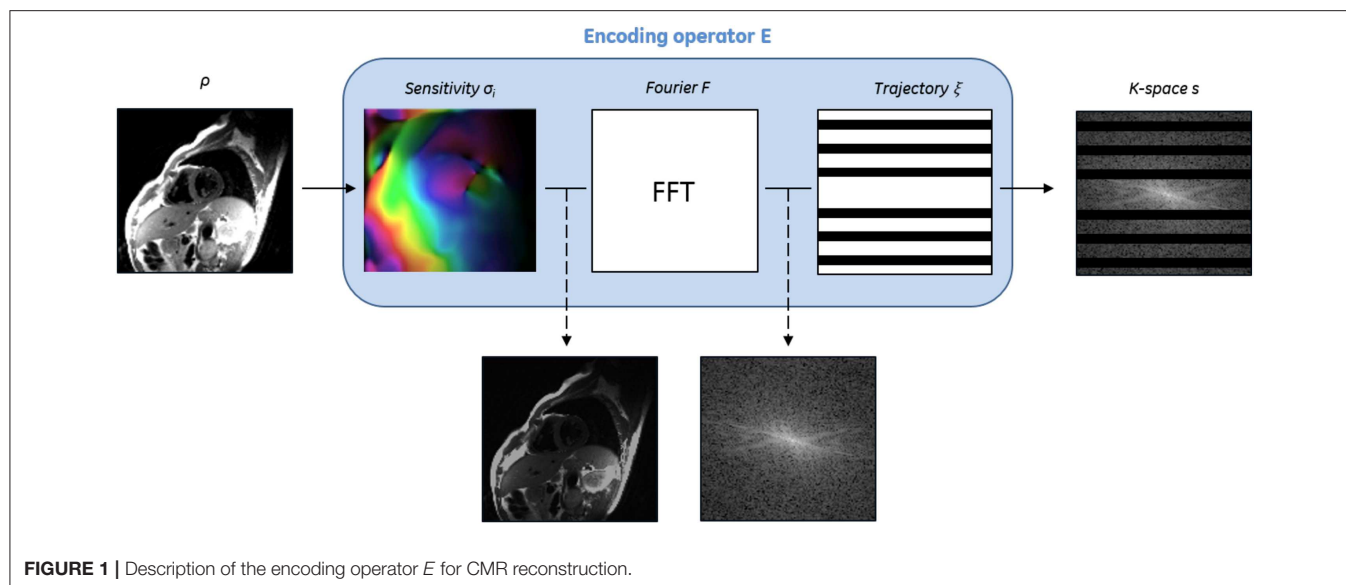 Encoding operator E
ρ
Sensitivity σᵢ
Fourier F
Trajectory ξ
K-space s
FFT
FIGURE 1 | Description of the encoding operator E for CMR reconstruction.